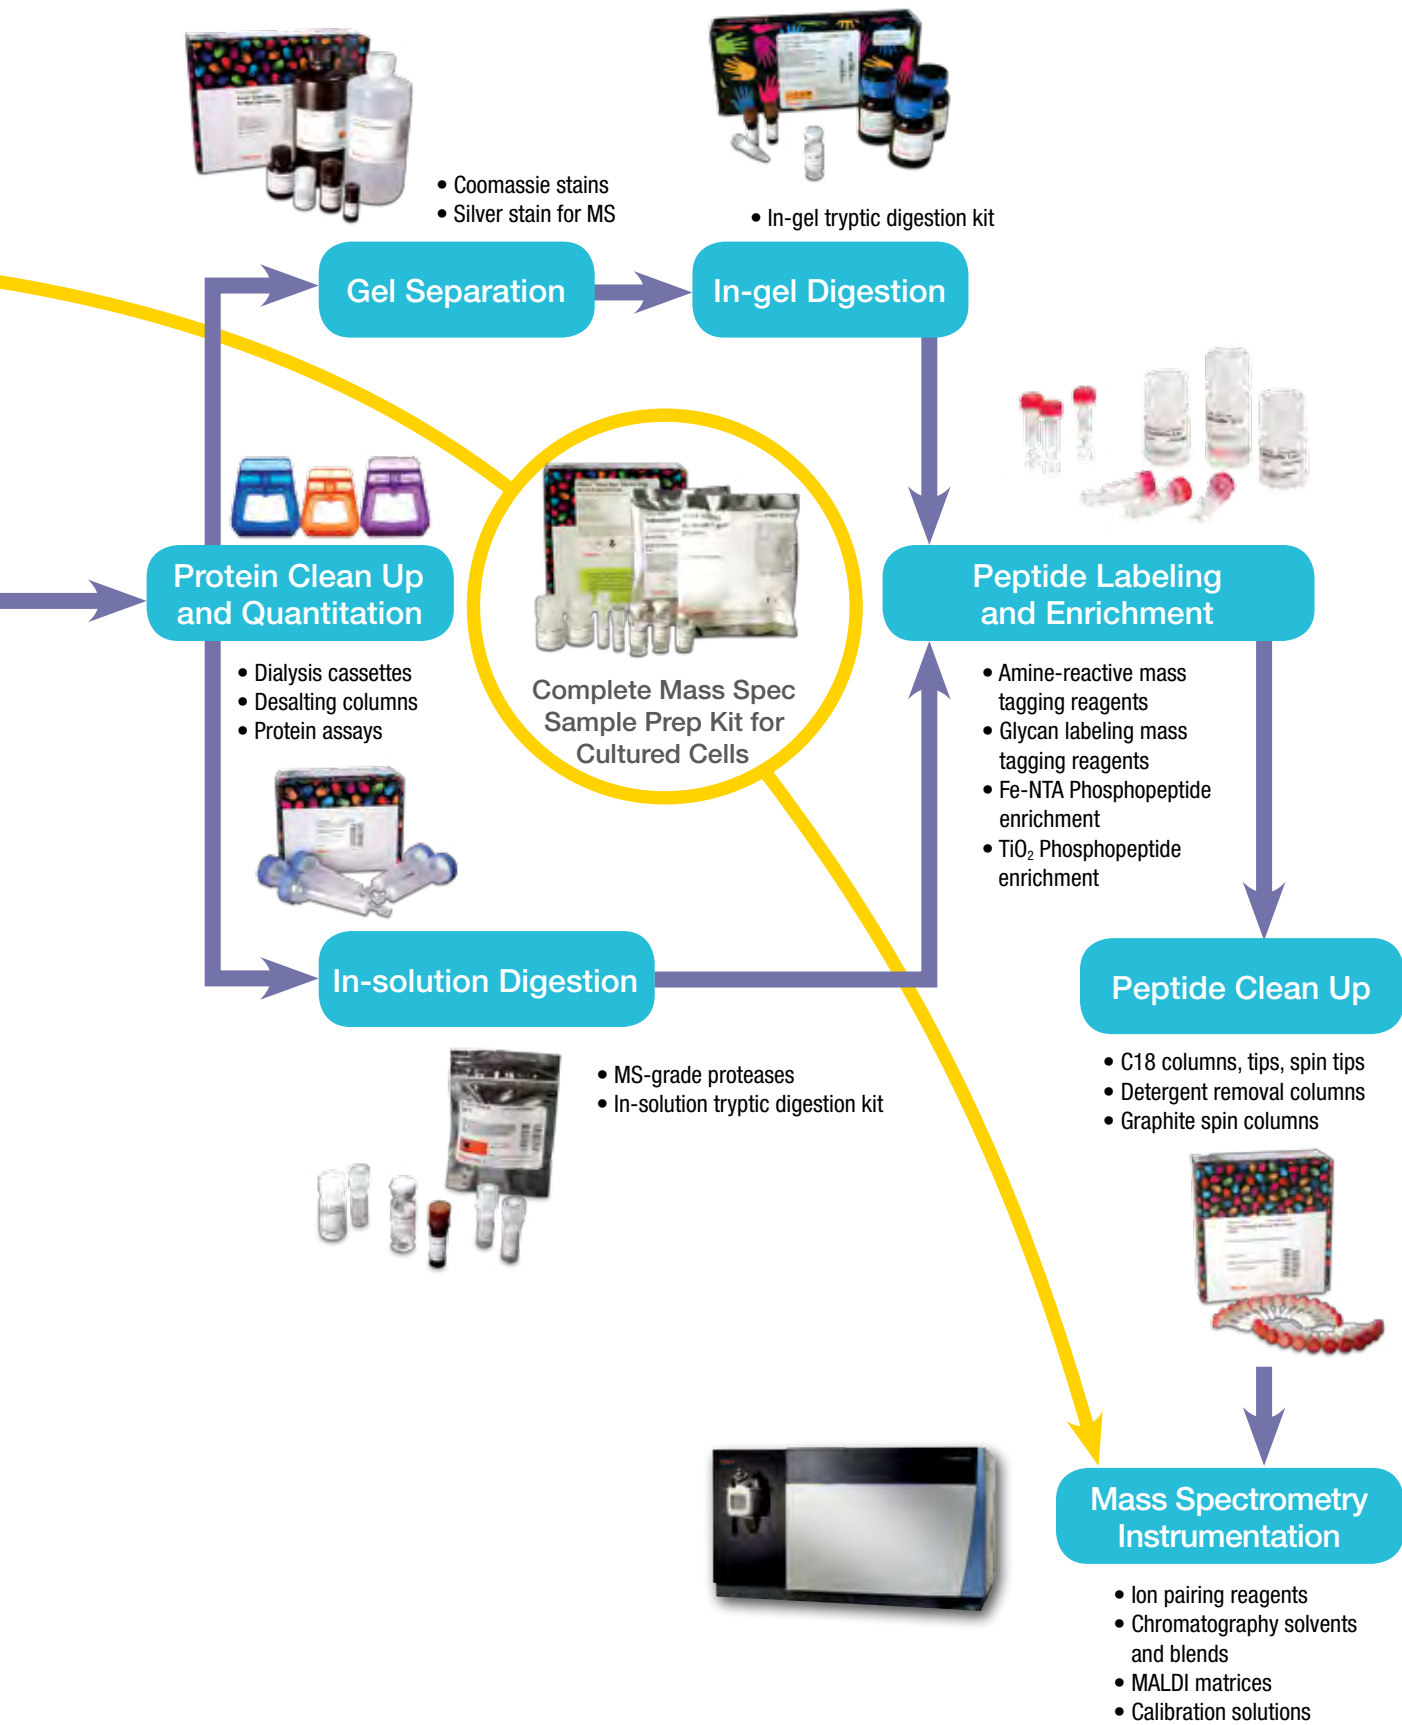 • Coomassie stains
• Silver stain for MS
• In-gel tryptic digestion kit
Gel Separation
In-gel Digestion
Protein Clean Up
and Quantitation
• Dialysis cassettes
• Desalting columns
• Protein assays
Complete Mass Spec
Sample Prep Kit for
Cultured Cells
Peptide Labeling
and Enrichment
• Amine-reactive mass
tagging reagents
• Glycan labeling mass
tagging reagents
• Fe-NTA Phosphopeptide
enrichment
• TiO₂ Phosphopeptide
enrichment
In-solution Digestion
• MS-grade proteases
• In-solution tryptic digestion kit
Peptide Clean Up
• C18 columns, tips, spin tips
• Detergent removal columns
• Graphite spin columns
Mass Spectrometry
Instrumentation
• Ion pairing reagents
• Chromatography solvents
and blends
• MALDI matrices
• Calibration solutions